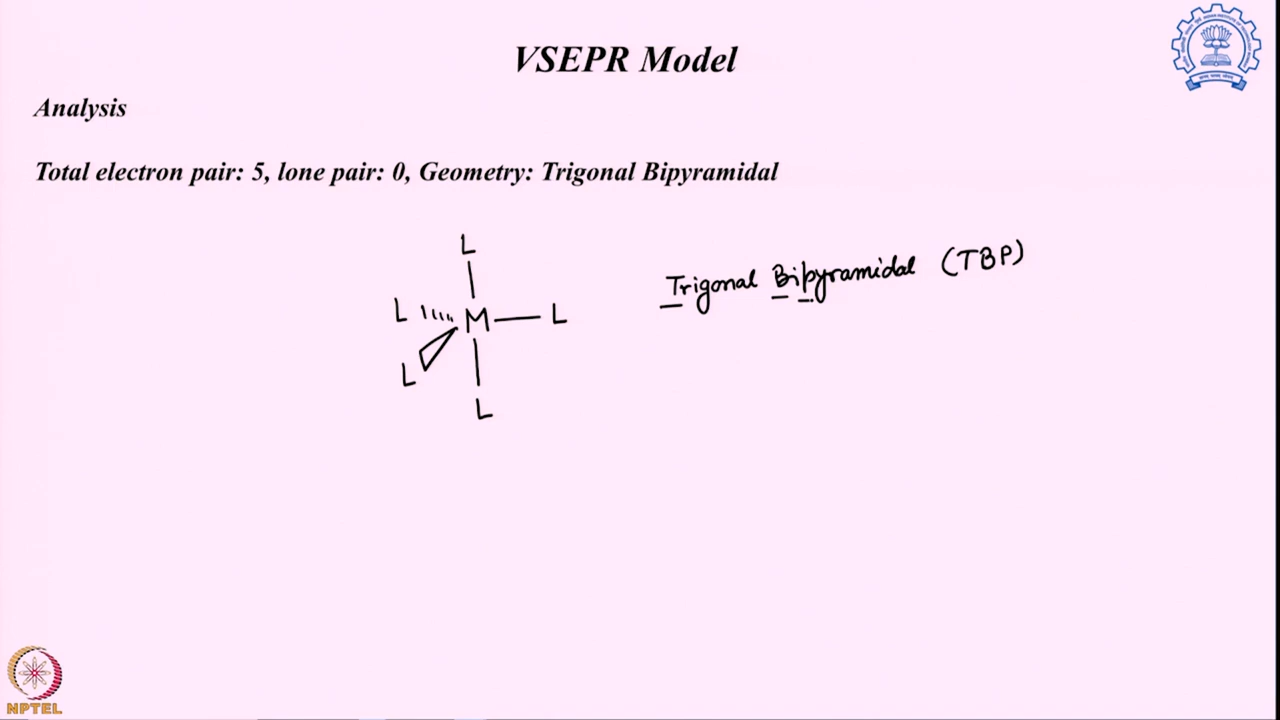 VSEPR Model
Analysis
Total electron pair: 5, lone pair: 0, Geometry: Trigonal Bipyramidal
L
L M L
L
L
Trigonal Bipyramidal (TBP)
NPTEL